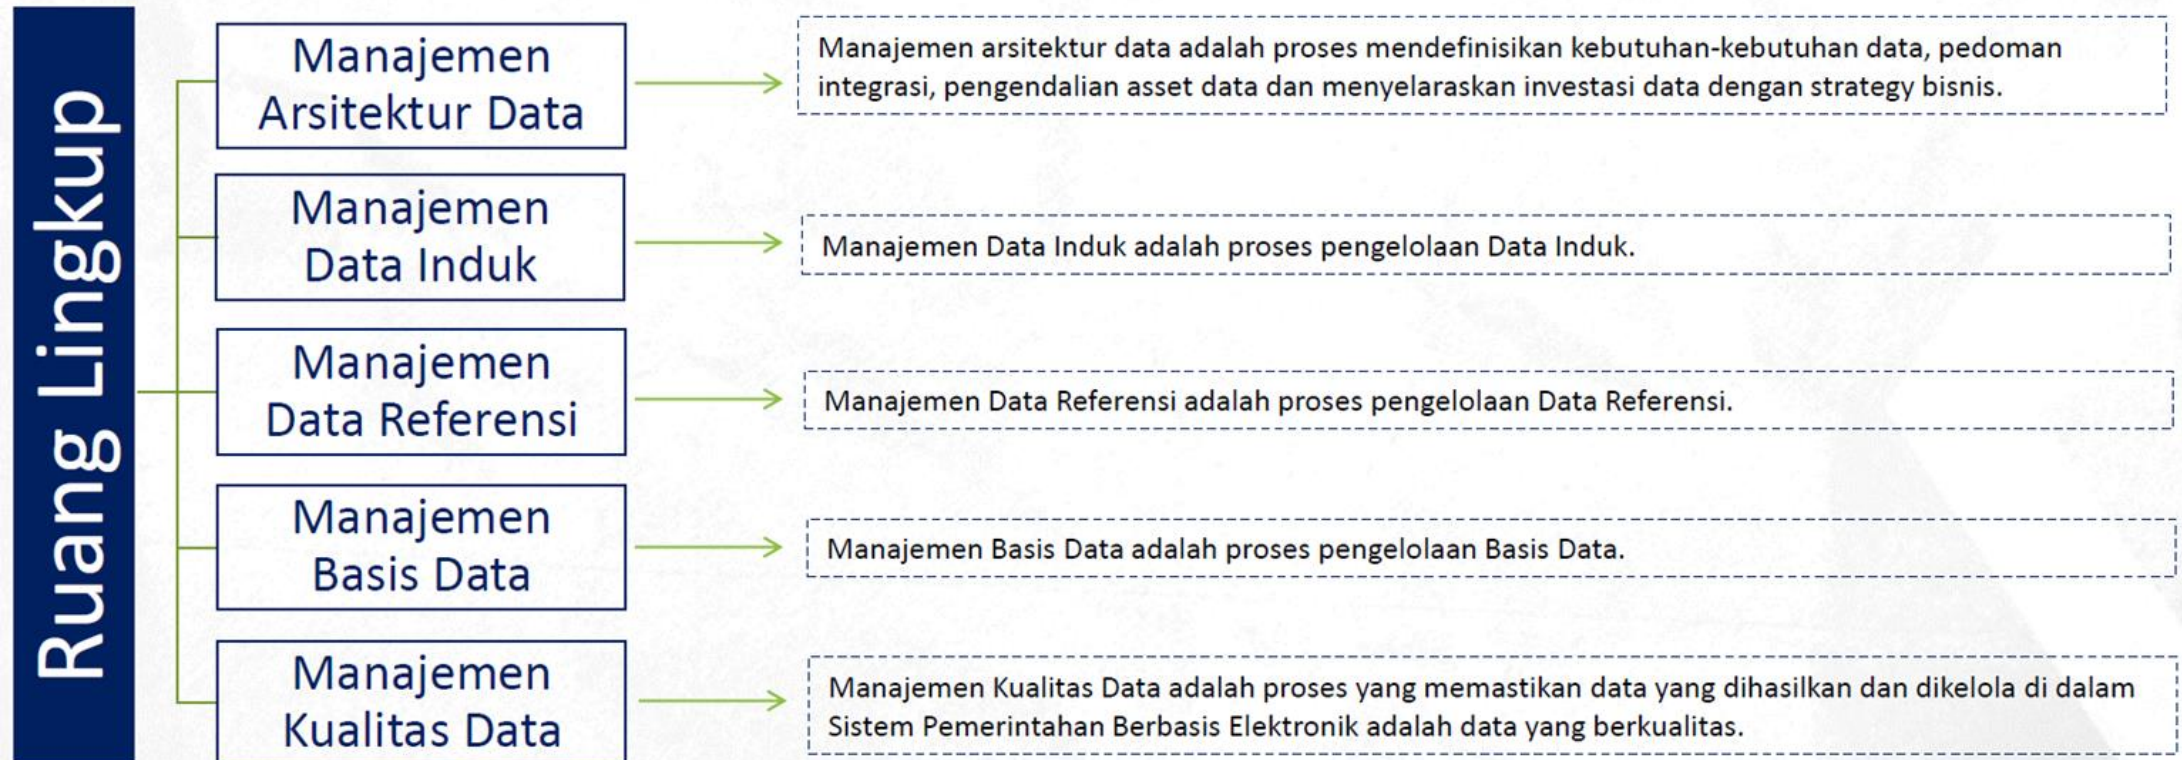 Ruang Lingkup
Manajemen
Arsitektur Data
Manajemen arsitektur data adalah proses mendefinisikan kebutuhan-kebutuhan data, pedoman
integrasi, pengendalian asset data dan menyelaraskan investasi data dengan strategy bisnis.
Manajemen
Data Induk
Manajemen Data Induk adalah proses pengelolaan Data Induk.
Manajemen
Data Referensi
Manajemen Data Referensi adalah proses pengelolaan Data Referensi.
Manajemen
Basis Data
Manajemen Basis Data adalah proses pengelolaan Basis Data.
Manajemen
Kualitas Data
Manajemen Kualitas Data adalah proses yang memastikan data yang dihasilkan dan dikelola di dalam
Sistem Pemerintahan Berbasis Elektronik adalah data yang berkualitas.